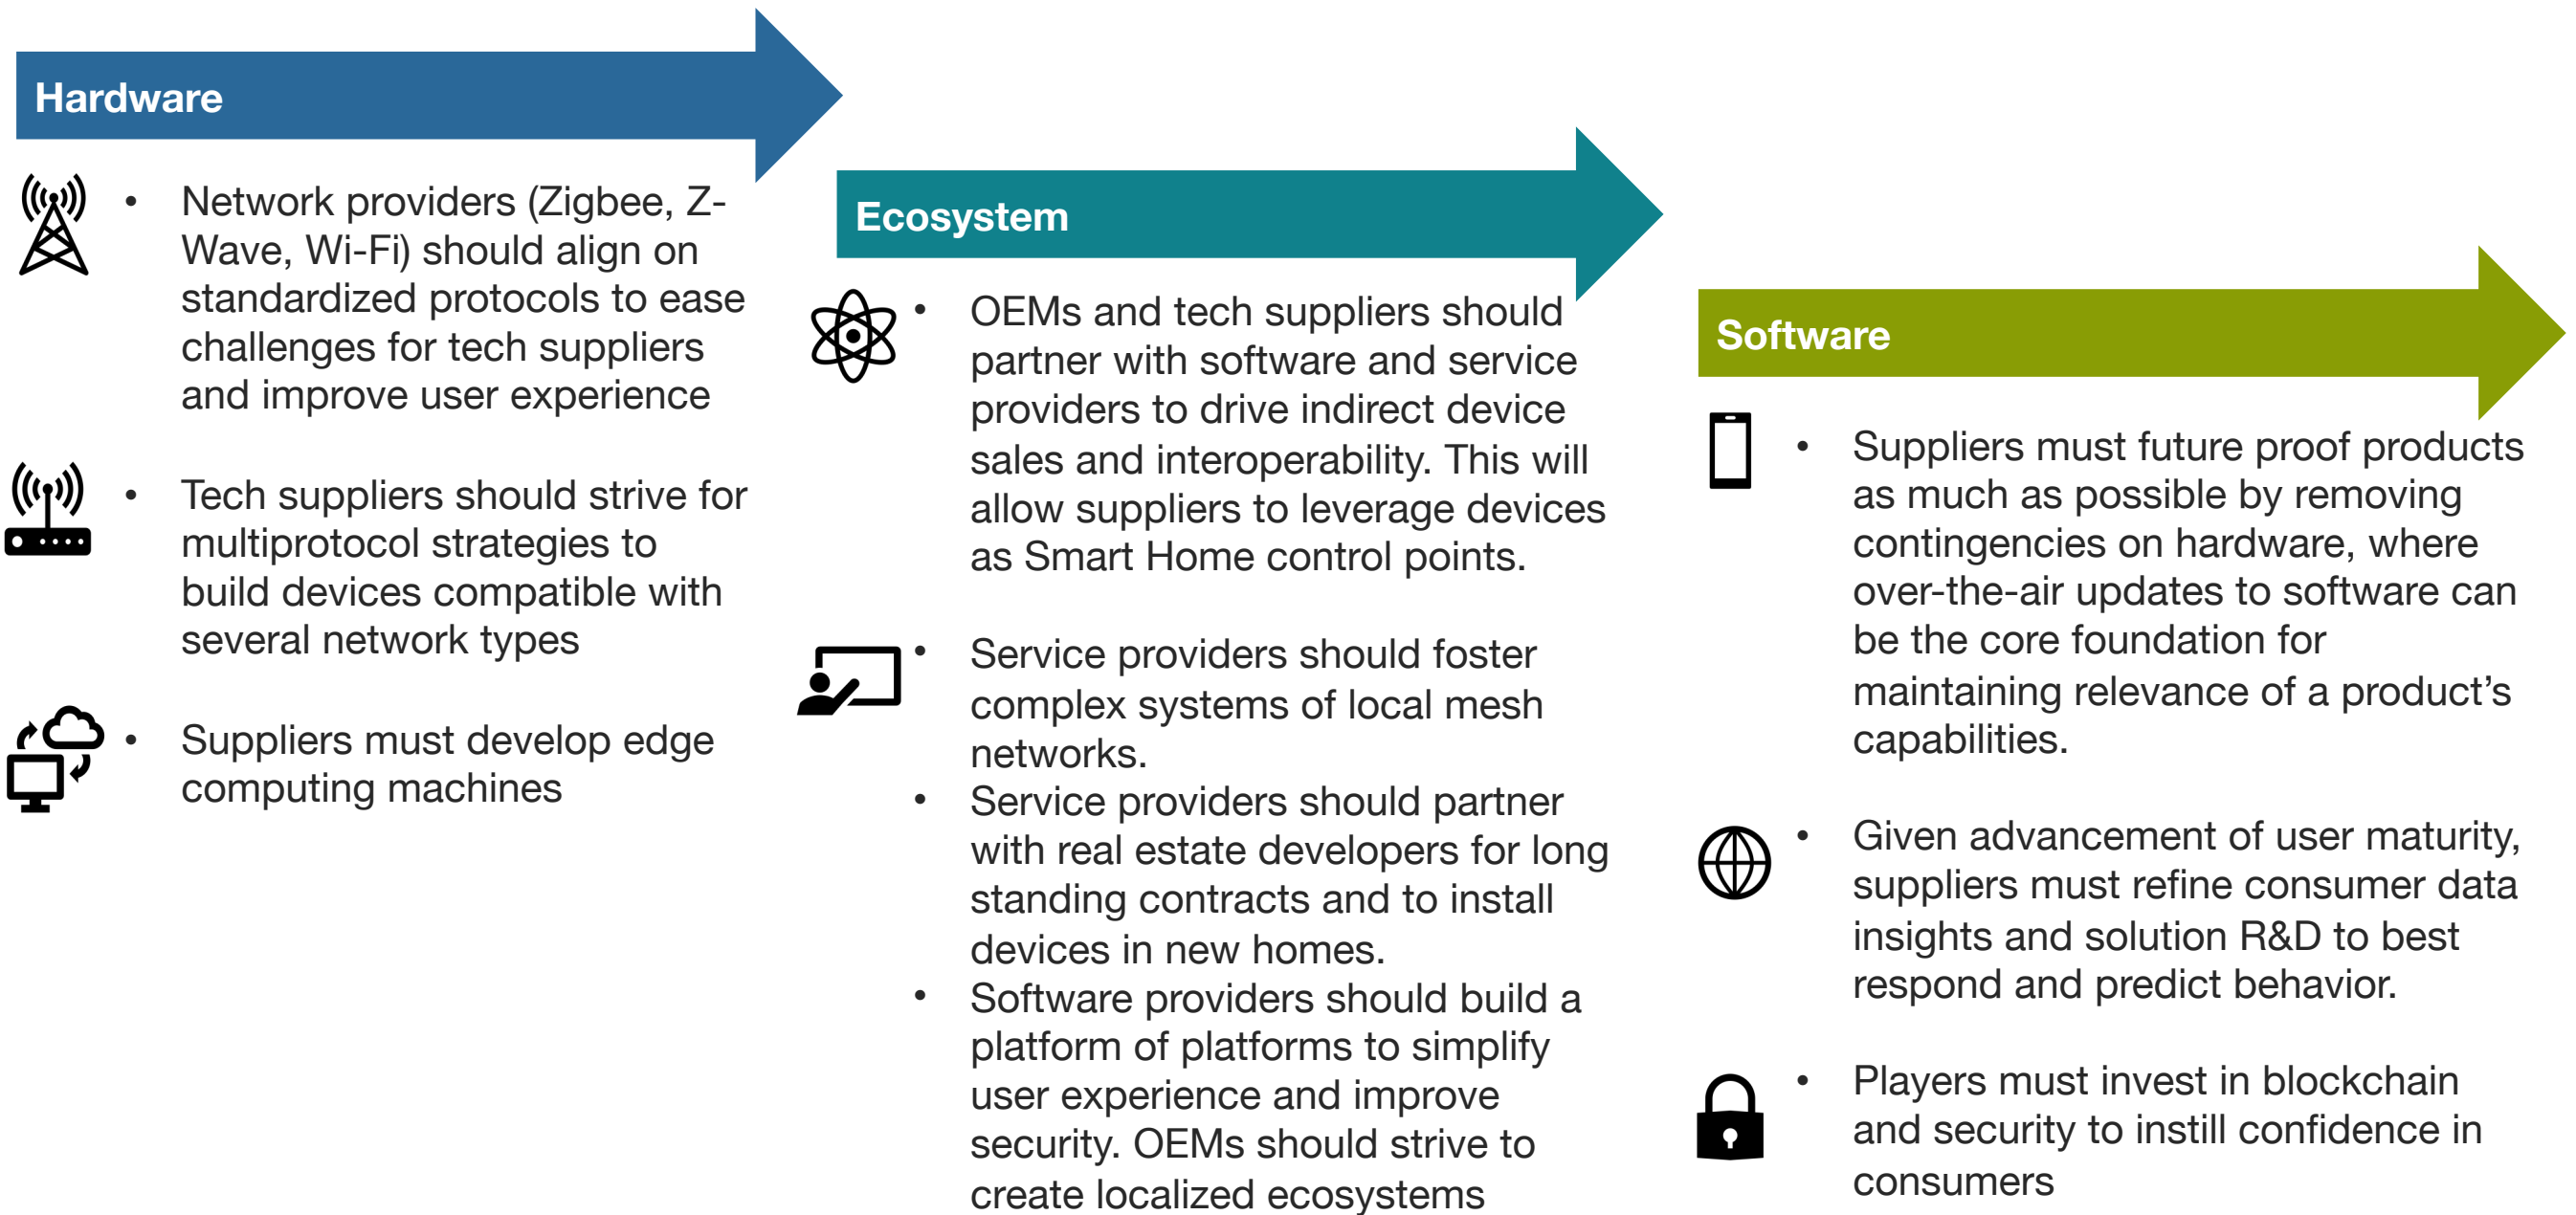 Hardware
• Network providers (Zigbee, Z-
Wave, Wi-Fi) should align on
standardized protocols to ease
challenges for tech suppliers
and improve user experience
• Tech suppliers should strive for
multiprotocol strategies to
build devices compatible with
several network types
• Suppliers must develop edge
computing machines
Ecosystem
• OEMs and tech suppliers should
partner with software and service
providers to drive indirect device
sales and interoperability. This will
allow suppliers to leverage devices
as Smart Home control points.
• Service providers should foster
complex systems of local mesh
networks.
• Service providers should partner
with real estate developers for long
standing contracts and to install
devices in new homes.
• Software providers should build a
platform of platforms to simplify
user experience and improve
security. OEMs should strive to
create localized ecosystems
Software
• Suppliers must future proof products
as much as possible by removing
contingencies on hardware, where
over-the-air updates to software can
be the core foundation for
maintaining relevance of a product’s
capabilities.
• Given advancement of user maturity,
suppliers must refine consumer data
insights and solution R&D to best
respond and predict behavior.
• Players must invest in blockchain
and security to instill confidence in
consumers